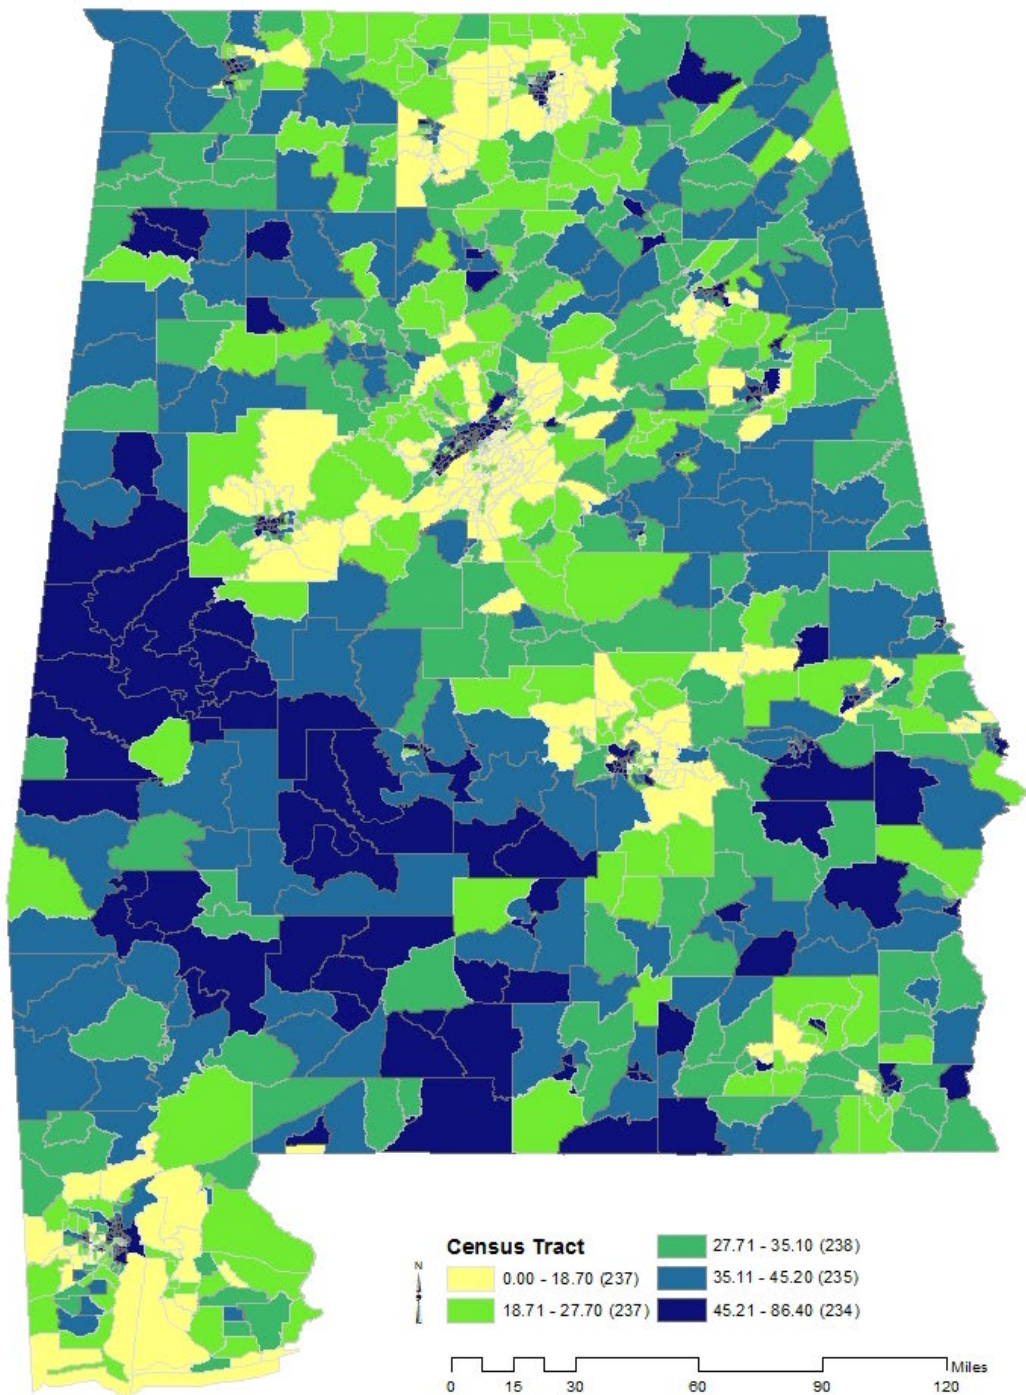 Census Tract
0.00 - 18.70 (237)
18.71 - 27.70 (237)
27.71 - 35.10 (238)
35.11 - 45.20 (235)
45.21 - 86.40 (234)
N
Miles
0 15 30 60 90 120